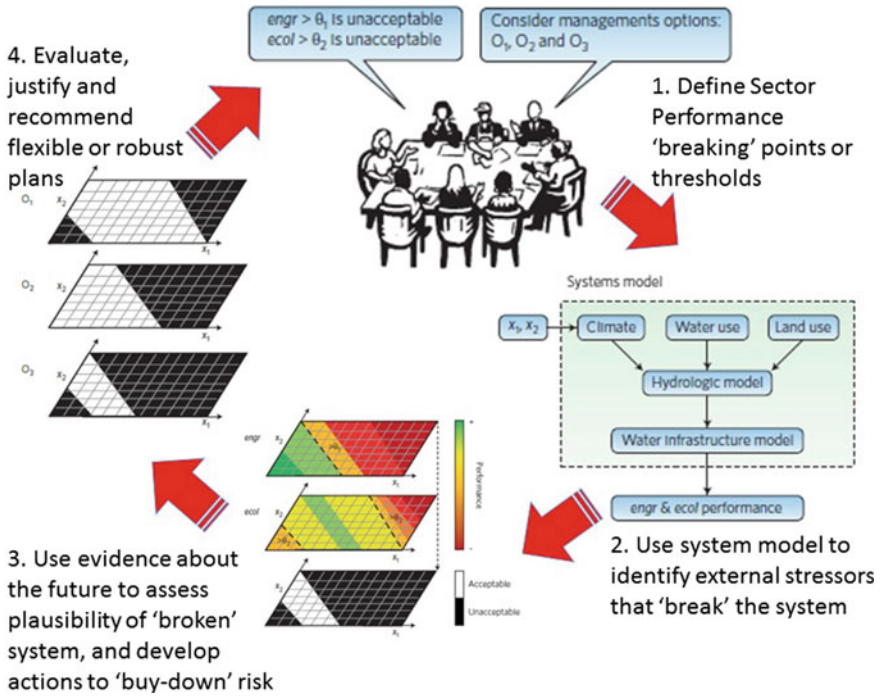 engr > θ₁ is unacceptable
ecol > θ₂ is unacceptable
Consider managements options:
O₁, O₂ and O₃
4. Evaluate,
justify and
recommend
flexible or robust
plans
1. Define Sector
Performance
‘breaking’ points or
thresholds
O₁
x₂
x₁
O₂
x₂
x₁
O₃
x₂
x₁
Systems model
x₁, x₂
Climate
Water use
Land use
Hydrologic model
Water infrastructure model
engr & ecol performance
engr
x₂
>θ₁
x₁
ecol
x₂
>θ₂
>θ₂
x₁
x₂
x₁
+
Performance
-
Acceptable
Unacceptable
2. Use system model to
identify external stressors
that ‘break’ the system
3. Use evidence about
the future to assess
plausibility of ‘broken’
system, and develop
actions to ‘buy-down’ risk